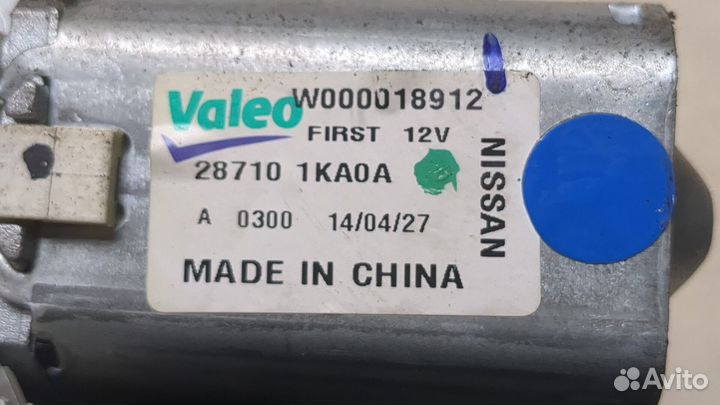 Valeo W000018912
FIRST 12V
28710 1KA0A
A 0300 14/04/27
MADE IN CHINA
NISSAN
Avito